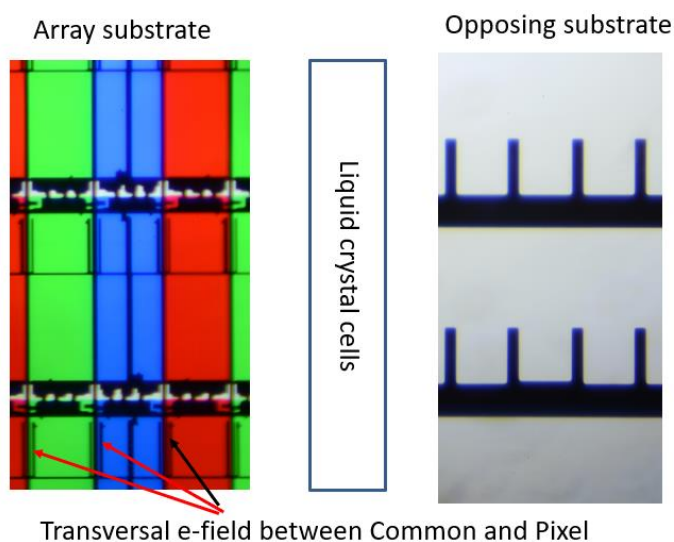 Array substrate
Opposing substrate
Liquid crystal cells
Transversal e-field between Common and Pixel